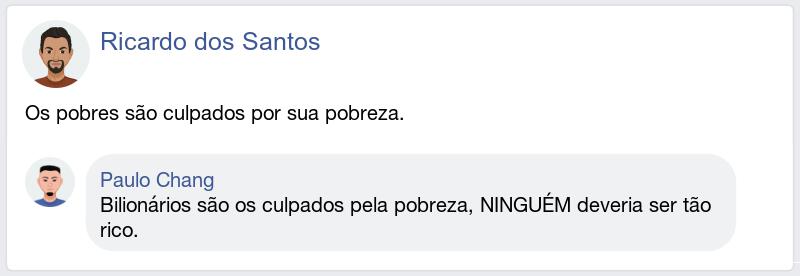 Ricardo dos Santos
Os pobres são culpados por sua pobreza.
Paulo Chang
Bilionários são os culpados pela pobreza, NINGUÉM deveria ser tão
rico.